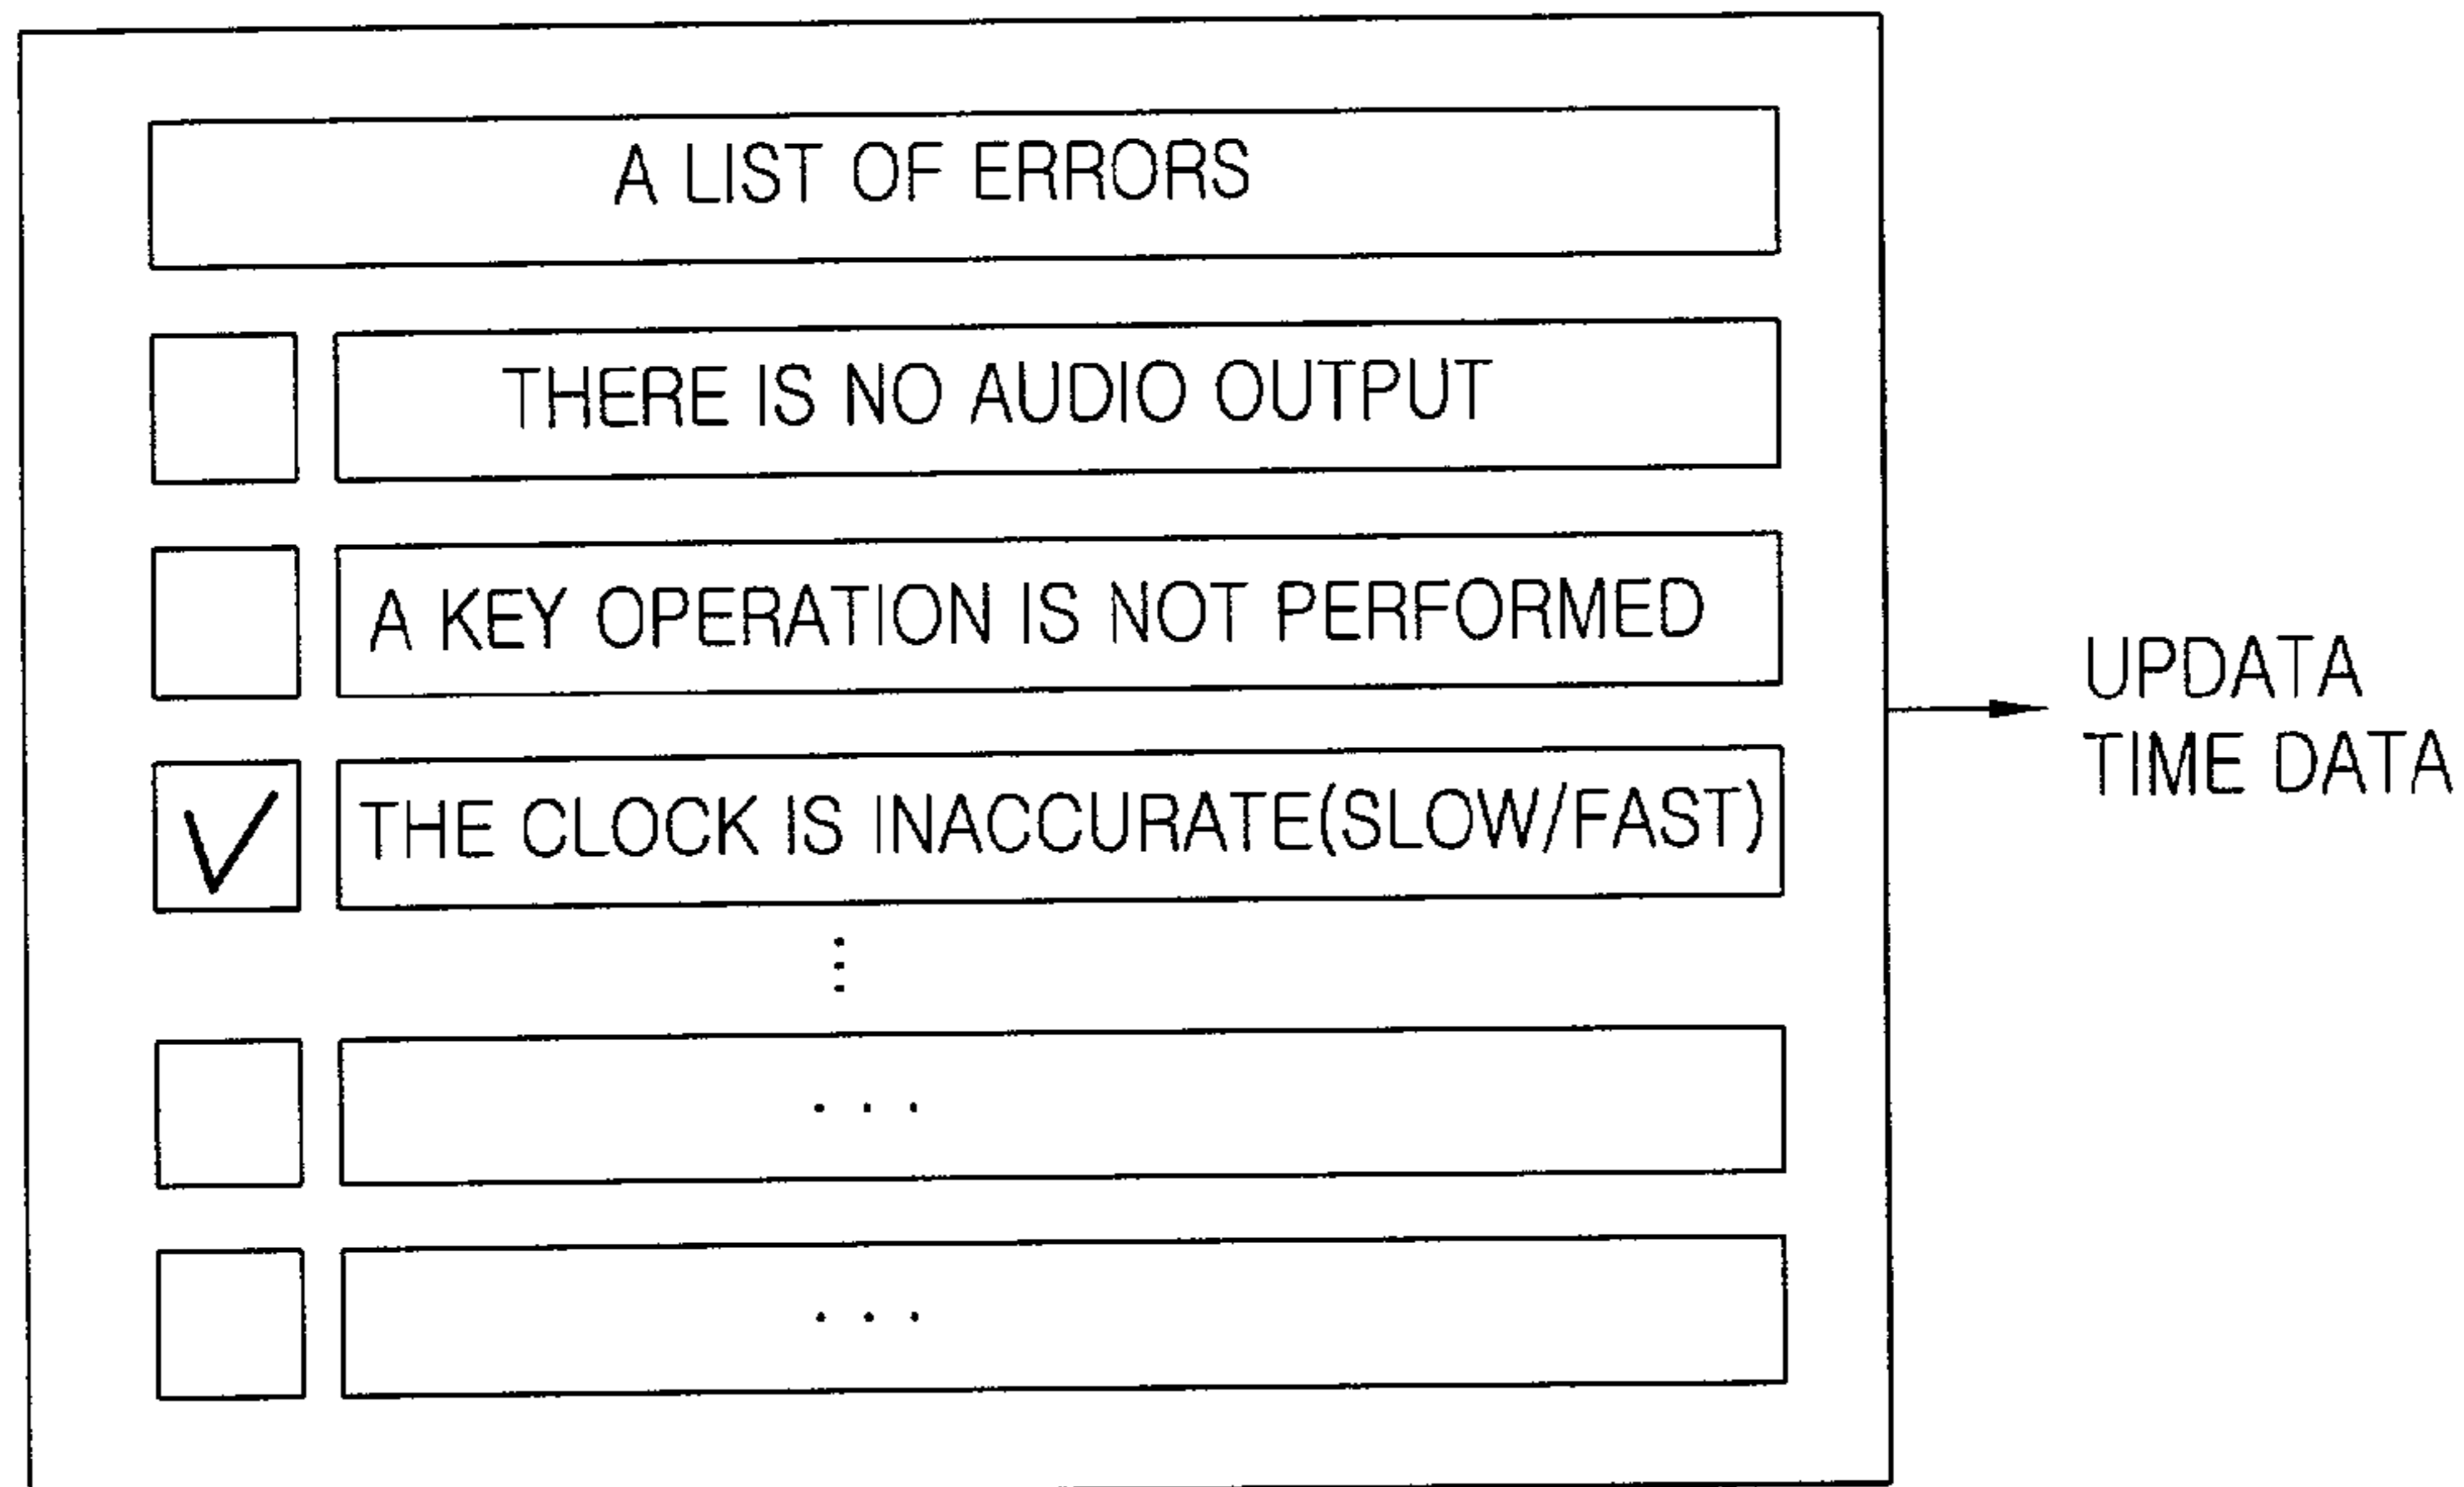 A LIST OF ERRORS
THERE IS NO AUDIO OUTPUT
A KEY OPERATION IS NOT PERFORMED
THE CLOCK IS INACCURATE(SLOW/FAST)
⋮
. . .
. . .
UPDATA
TIME DATA